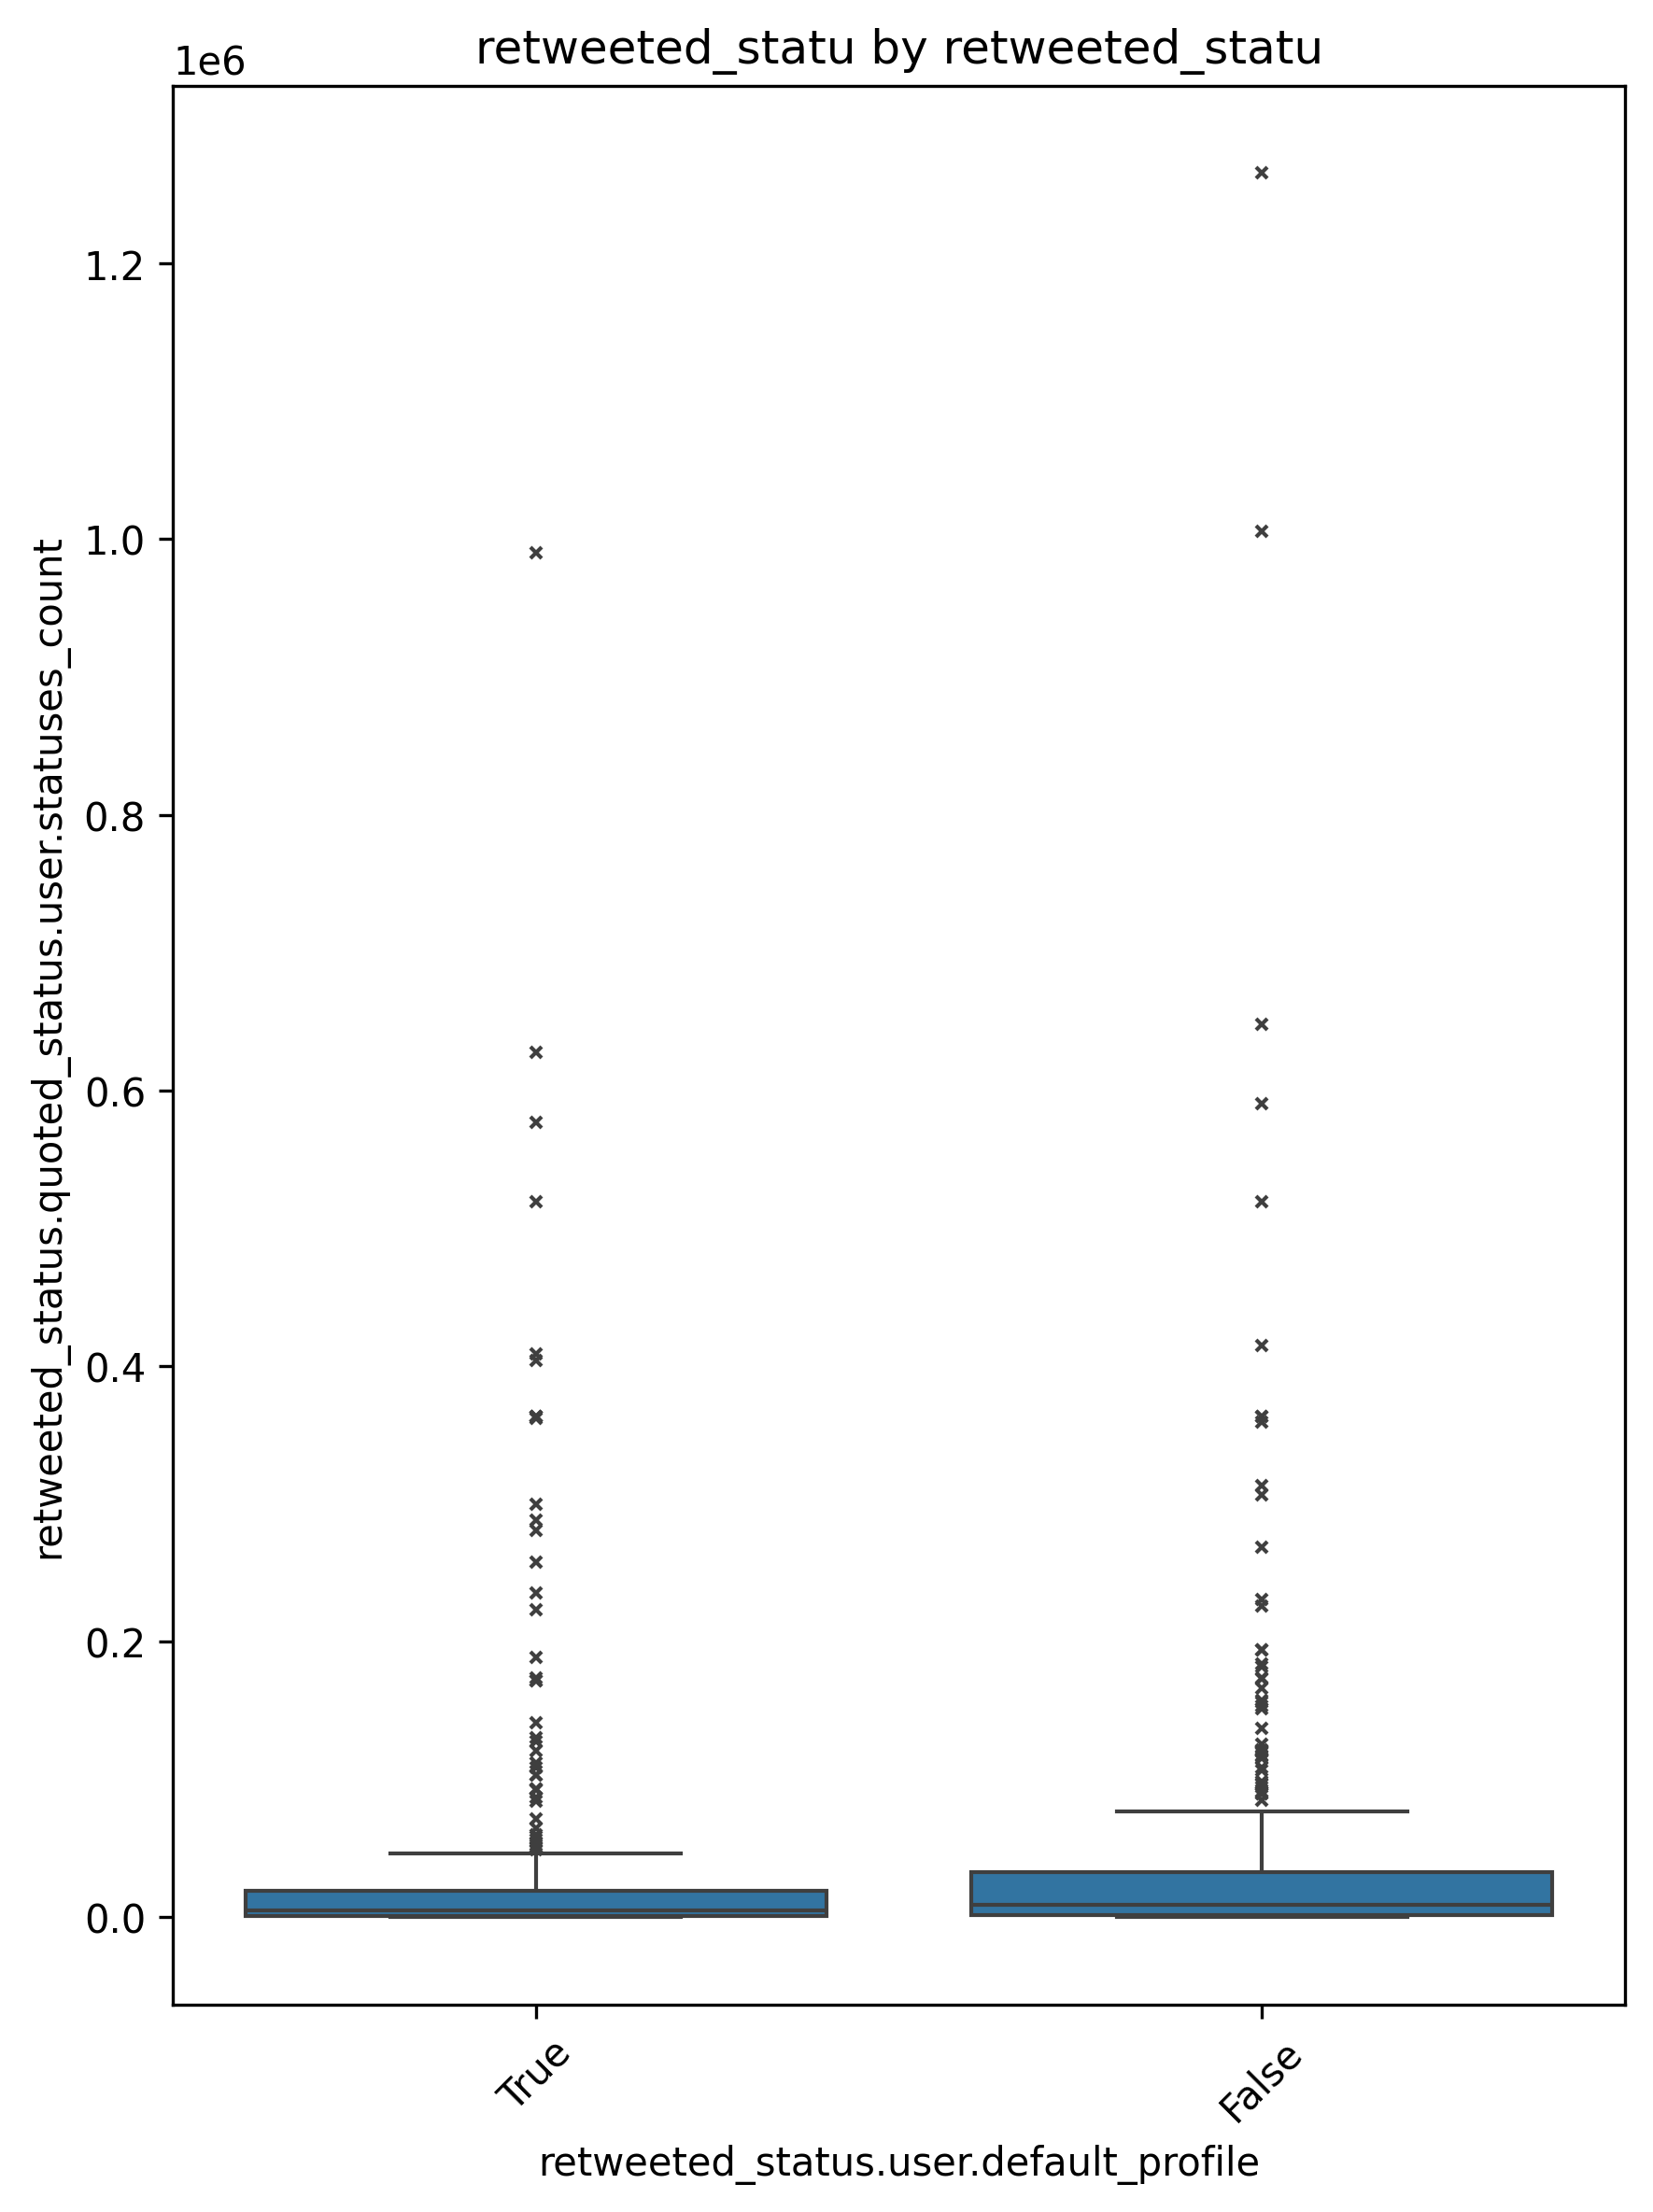 retweeted_statu by retweeted_statu
1e6
1.2
1.0
0.8
0.6
0.4
0.2
0.0
retweeted_status.quoted_status.user.statuses_count
True
False
retweeted_status.user.default_profile